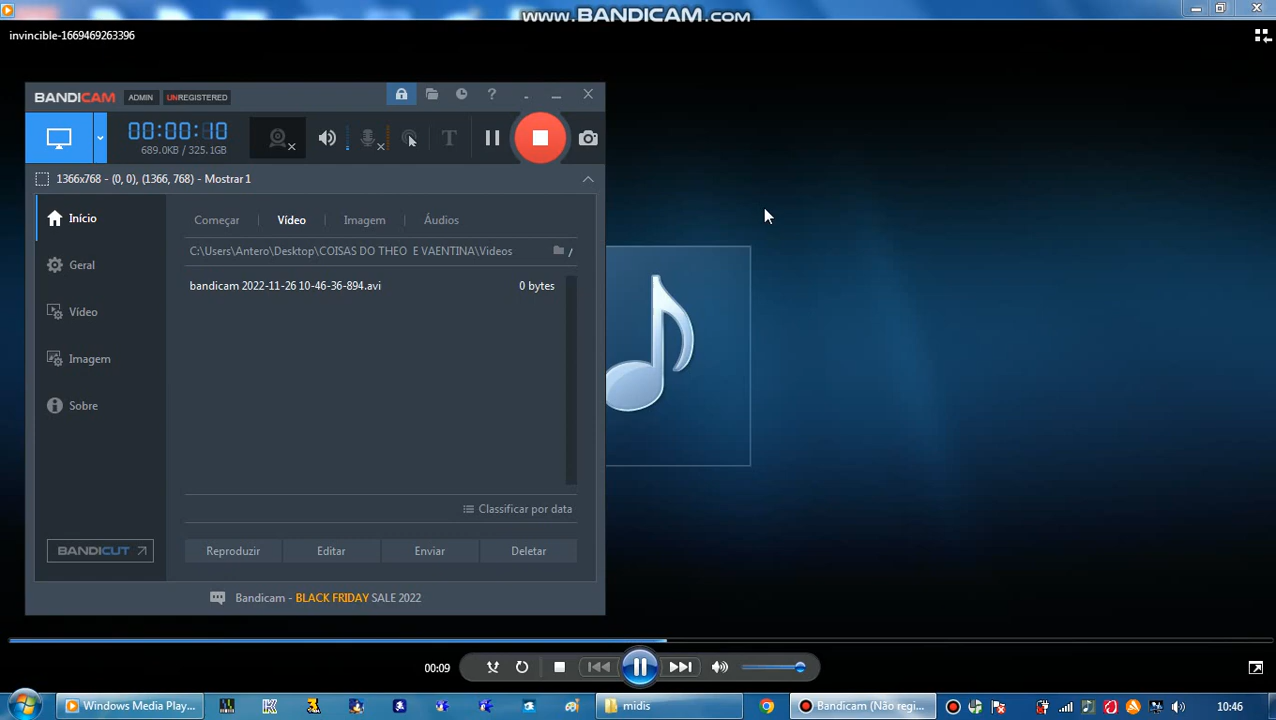 www.BANDICAM.com
invincible-1669469263396
BANDICAM ADMIN UNREGISTERED
00:00:10
689.0KB / 325.1GB
1366x768 - (0, 0), (1366, 768) - Mostrar 1
Início
Geral
Vídeo
Imagem
Sobre
BANDICUT
Começar Vídeo Imagem Áudios
C:\Users\Antero\Desktop\COISAS DO THEO E VAENTINA\Videos
bandicam 2022-11-26 10-46-36-894.avi 0 bytes
Classificar por data
Reproduzir Editar Enviar Deletar
Bandicam - BLACK FRIDAY SALE 2022
00:09
Windows Media Play... midis Bandicam (Não regi... 10:46